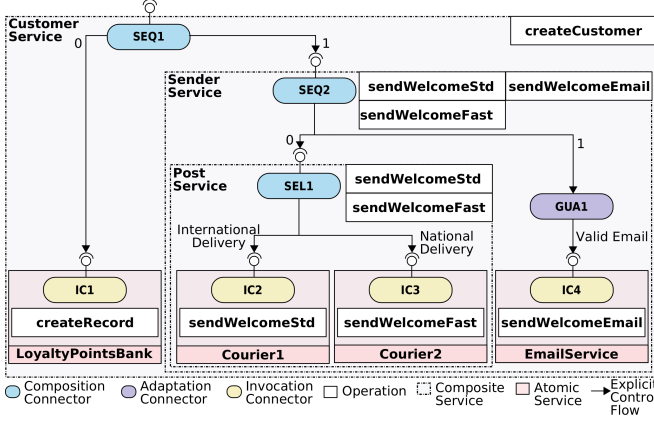 Customer
Service
SEQ1
createCustomer
0
1
Sender
Service
SEQ2
sendWelcomeStd
sendWelcomeEmail
sendWelcomeFast
0
1
Post
Service
SEL1
sendWelcomeStd
sendWelcomeFast
GUA1
International
Delivery
National
Delivery
Valid Email
IC1
IC2
IC3
IC4
createRecord
sendWelcomeStd
sendWelcomeFast
sendWelcomeEmail
LoyaltyPointsBank
Courier1
Courier2
EmailService
Composition
Connector
Adaptation
Connector
Invocation
Connector
Operation
Composite
Service
Atomic
Service
Explicit
Control
Flow